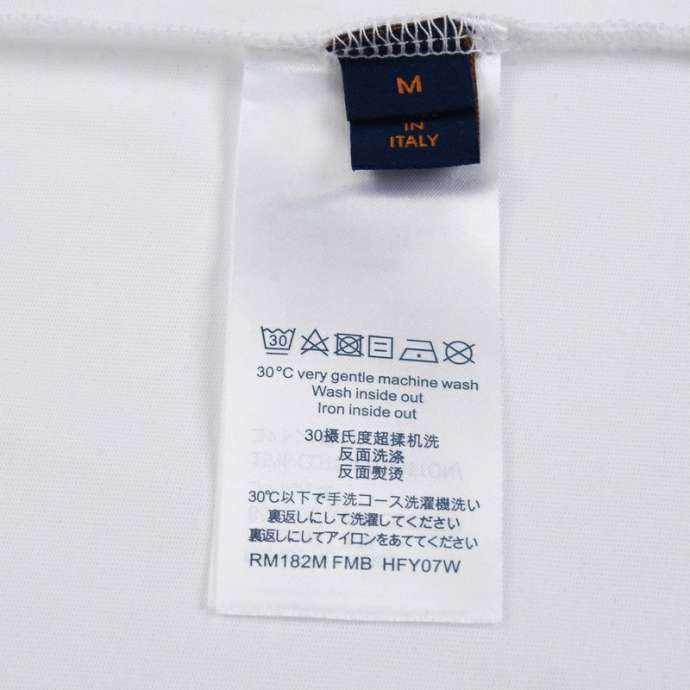 M
IN
ITALY
30
30°C very gentle machine wash
Wash inside out
Iron inside out
30摄氏度超揉机洗
反面洗涤
反面熨烫
30℃以下で手洗コース洗濯機洗い
裏返しにして洗濯してください
裏返しにしてアイロンをあててください
RM182M FMB HFY07W